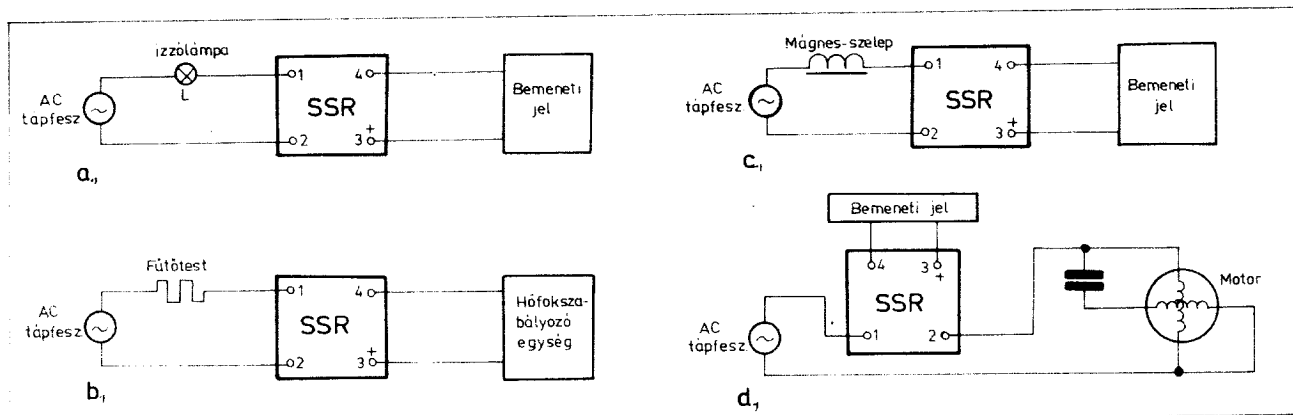 izzólámpa
L
AC
tápfesz
1
2
SSR
4
3
+
Bemeneti
jel
a.,
Mágnes-szelep
AC
tápfesz.
1
2
SSR
4
3
+
Bemeneti
jel
c.,
Fűtőtest
AC
tápfesz.
1
2
SSR
4
3
+
Hőfoksza-
bályozó
egység
b.,
Bemeneti jel
4
3
+
SSR
1
2
AC
tápfesz.
Motor
d.,